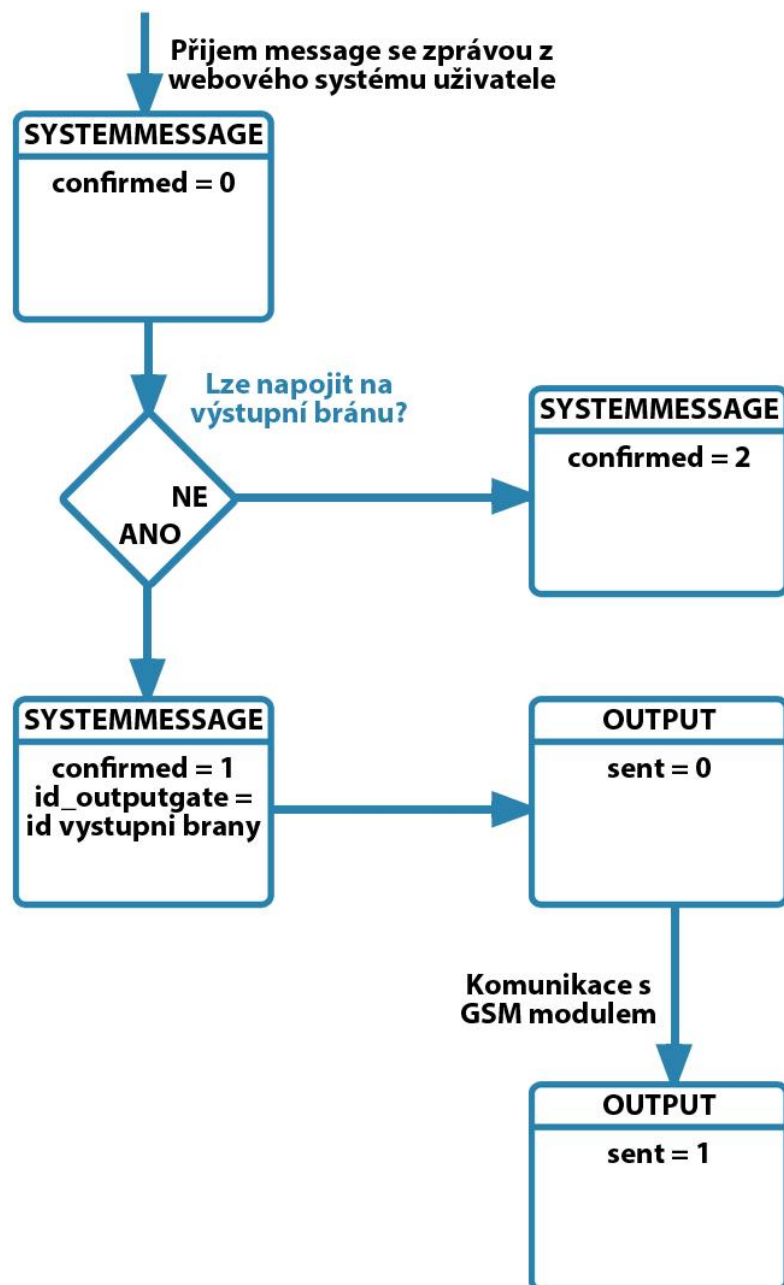 Přijem message se zprávou z
webového systému uživatele
SYSTEMMESSAGE
confirmed = 0
Lze napojit na
výstupní bránu?
NE
ANO
SYSTEMMESSAGE
confirmed = 2
SYSTEMMESSAGE
confirmed = 1
id_outputgate =
id vystupni brany
OUTPUT
sent = 0
Komunikace s
GSM modulem
OUTPUT
sent = 1